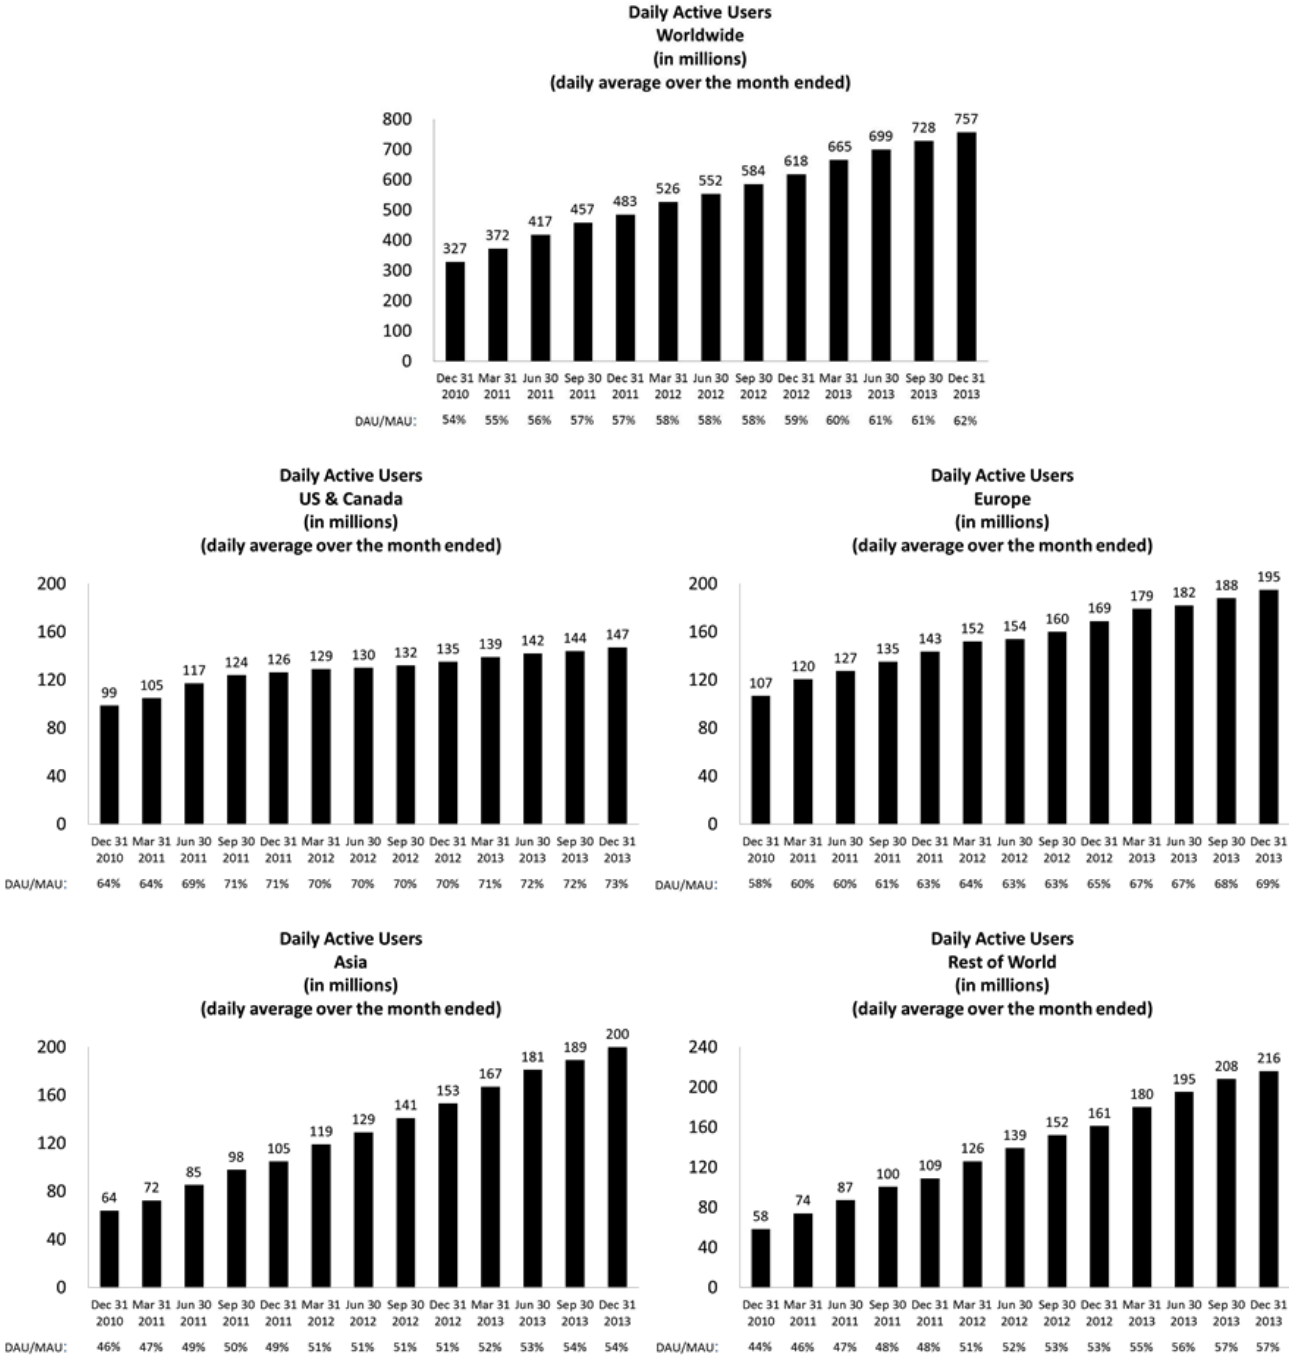 Daily Active Users
Worldwide
(in millions)
(daily average over the month ended)
800
700
600
500
400
300
200
100
0
327 372 417 457 483 526 552 584 618 665 699 728 757
Dec 31 Mar 31 Jun 30 Sep 30 Dec 31 Mar 31 Jun 30 Sep 30 Dec 31 Mar 31 Jun 30 Sep 30 Dec 31
2010 2011 2011 2011 2011 2012 2012 2012 2012 2013 2013 2013 2013
DAU/MAU: 54% 55% 56% 57% 57% 58% 58% 58% 59% 60% 61% 61% 62%
Daily Active Users
US & Canada
(in millions)
(daily average over the month ended)
200
160
120
80
40
0
99 105 117 124 126 129 130 132 135 139 142 144 147
Dec 31 Mar 31 Jun 30 Sep 30 Dec 31 Mar 31 Jun 30 Sep 30 Dec 31 Mar 31 Jun 30 Sep 30 Dec 31
2010 2011 2011 2011 2011 2012 2012 2012 2012 2013 2013 2013 2013
DAU/MAU: 64% 64% 69% 71% 71% 70% 70% 70% 70% 71% 72% 72% 73%
Daily Active Users
Europe
(in millions)
(daily average over the month ended)
200
160
120
80
40
0
107 120 127 135 143 152 154 160 169 179 182 188 195
Dec 31 Mar 31 Jun 30 Sep 30 Dec 31 Mar 31 Jun 30 Sep 30 Dec 31 Mar 31 Jun 30 Sep 30 Dec 31
2010 2011 2011 2011 2011 2012 2012 2012 2012 2013 2013 2013 2013
DAU/MAU: 58% 60% 60% 61% 63% 64% 63% 63% 65% 67% 67% 68% 69%
Daily Active Users
Asia
(in millions)
(daily average over the month ended)
200
160
120
80
40
0
64 72 85 98 105 119 129 141 153 167 181 189 200
Dec 31 Mar 31 Jun 30 Sep 30 Dec 31 Mar 31 Jun 30 Sep 30 Dec 31 Mar 31 Jun 30 Sep 30 Dec 31
2010 2011 2011 2011 2011 2012 2012 2012 2012 2013 2013 2013 2013
DAU/MAU: 46% 47% 49% 50% 49% 51% 51% 51% 51% 52% 53% 54% 54%
Daily Active Users
Rest of World
(in millions)
(daily average over the month ended)
240
200
160
120
80
40
0
58 74 87 100 109 126 139 152 161 180 195 208 216
Dec 31 Mar 31 Jun 30 Sep 30 Dec 31 Mar 31 Jun 30 Sep 30 Dec 31 Mar 31 Jun 30 Sep 30 Dec 31
2010 2011 2011 2011 2011 2012 2012 2012 2012 2013 2013 2013 2013
DAU/MAU: 44% 46% 47% 48% 48% 51% 52% 53% 53% 55% 56% 57% 57%